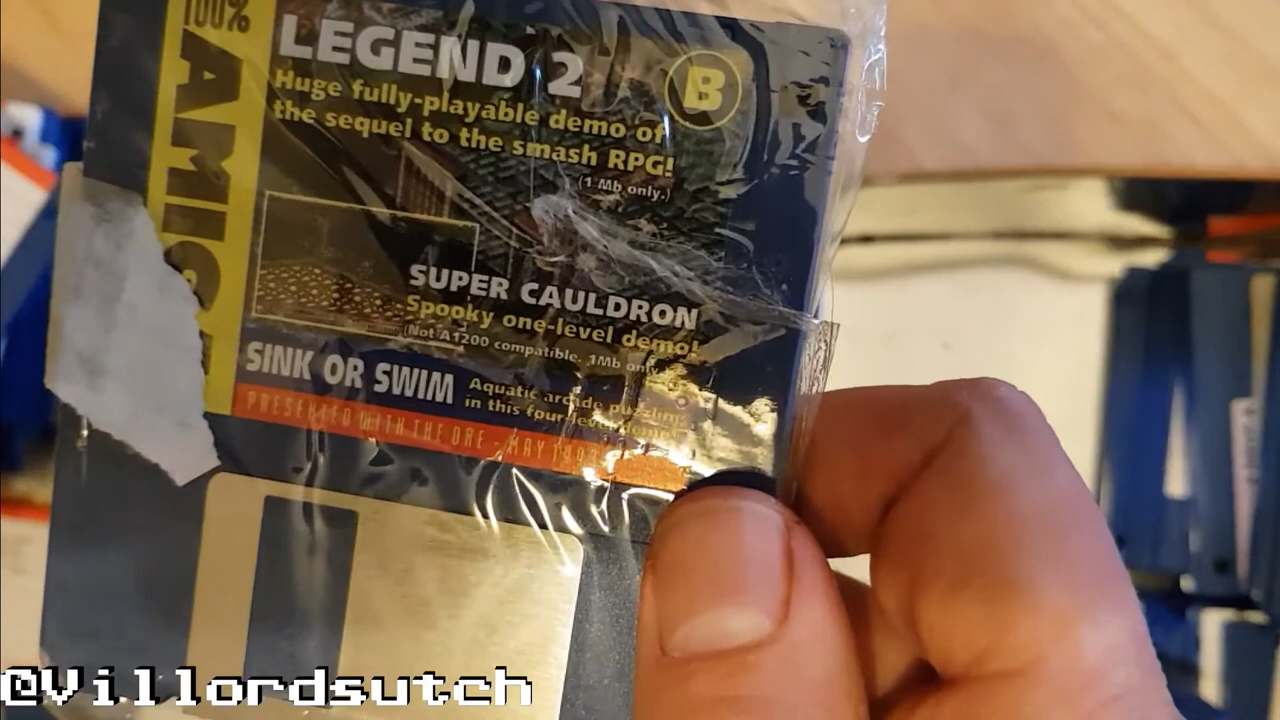 100%
AMIGA
LEGEND 2
B
Huge fully-playable demo of
the sequel to the smash RPG!
(1 Mb only.)
SUPER CAULDRON
Spooky one-level demo!
(Not A1200 compatible. 1Mb only.)
SINK OR SWIM
Aquatic arcade puzzling
in this four-level demo!
PRESENTED WITH THE ORE - MAY 1993
@Villordsutch